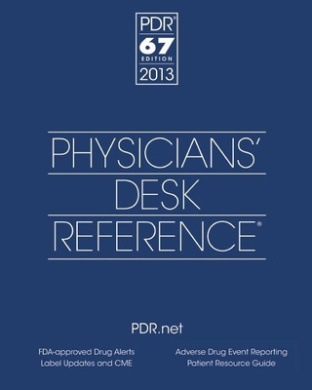 PDR®
67
EDITION
2013
PHYSICIANS'
DESK
REFERENCE®
PDR.net
FDA-approved Drug Alerts
Label Updates and CME
Adverse Drug Event Reporting
Patient Resource Guide